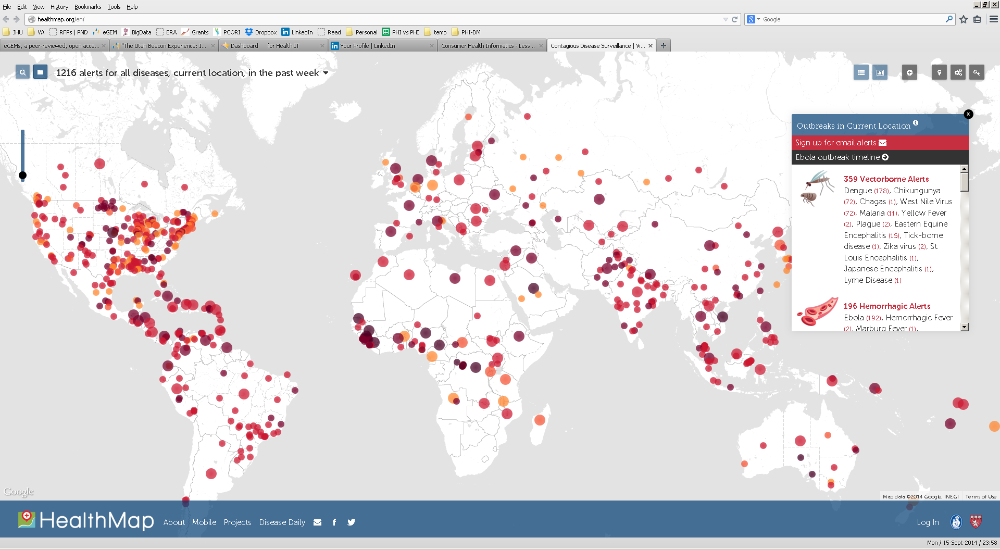 File Edit View History Bookmarks Tools Help
healthmap.org/en/
Google
JHU VA RFPs | PND eGEM BigData ERA Grants PCORI Dropbox LinkedIn Read Personal PHI vs PHI temp PHI-DM
eGEMs, a peer-reviewed, open acce... "The Utah Beacon Experience: I... Dashboard for Health IT Your Profile | LinkedIn Consumer Health Informatics - Less... Contagious Disease Surveillance | Vi...
1216 alerts for all diseases, current location, in the past week
Outbreaks in Current Location
Sign up for email alerts
Ebola outbreak timeline
359 Vectorborne Alerts
Dengue (178), Chikungunya
(72), Chagas (1), West Nile Virus
(72), Malaria (11), Yellow Fever
(2), Plague (2), Eastern Equine
Encephalitis (15), Tick-borne
disease (1), Zika virus (2), St.
Louis Encephalitis (1),
Japanese Encephalitis (1),
Lyme Disease (1)
196 Hemorrhagic Alerts
Ebola (192), Hemorrhagic Fever
(2), Marburg Fever (1),
Google
Map data ©2014 Google, INEGI Terms of Use
HealthMap About Mobile Projects Disease Daily Log In
Mon / 15-Sept-2014 / 23:58